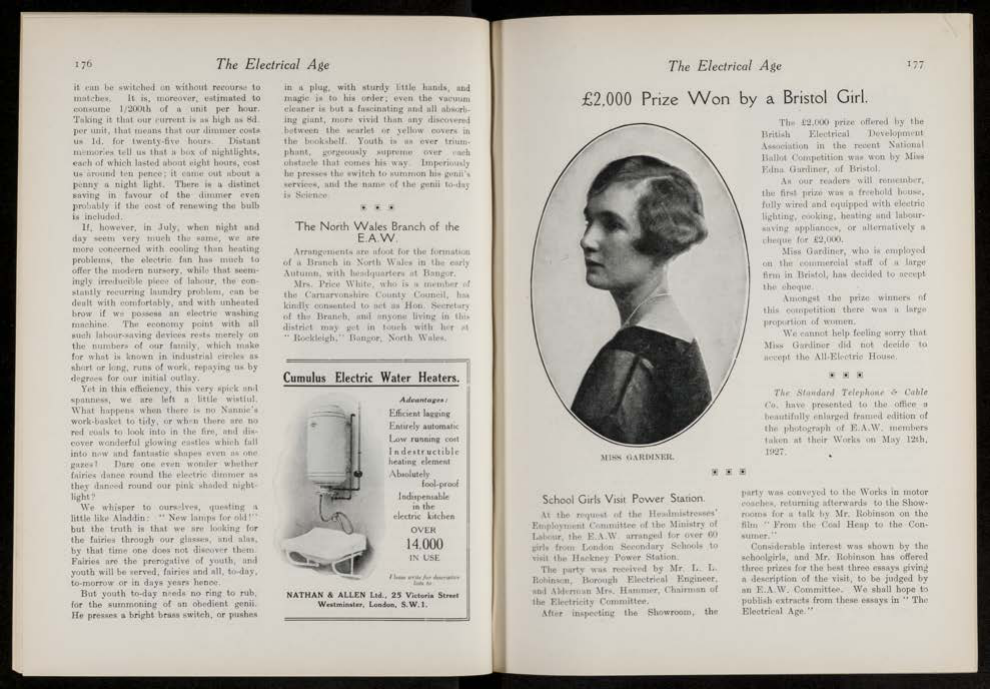 176
The Electrical Age
it can be switched on without recourse to
matches. It is, moreover, estimated to
consume 1/200th of a unit per hour.
Taking it that our current is as high as 8d.
per unit, that means that our dimmer costs
us 1d. for twenty-five hours. Distant
memories tell us that a box of nightlights,
each of which lasted about eight hours, cost
us around ten pence; it came out about a
penny a night light. There is a distinct
saving in favour of the dimmer even
probably if the cost of renewing the bulb
is included.
If, however, in July, when night and
day seem very much the same, we are
more concerned with cooling than heating
problems, the electric fan has much to
offer the modern nursery, while that seem-
ingly irreducible piece of labour, the con-
stantly recurring laundry problem, can be
dealt with comfortably, and with unheated
brow if we possess an electric washing
machine. The economy point with all
such labour-saving devices rests merely on
the numbers of our family, which make
for what is known in industrial circles as
short or long, runs of work, repaying us by
degrees for our initial outlay.
Yet in this efficiency, this very spick and
spanness, we are left a little wistful.
What happens when there is no Nannie's
work-basket to tidy, or when there are no
red coals to look into in the fire, and dis-
cover wonderful glowing castles which fall
into new and fantastic shapes even as one
gazes? Dare one even wonder whether
fairies dance round the electric dimmer as
they danced round our pink shaded night-
light?
We whisper to ourselves, questing a
little like Aladdin: "New lamps for old!"
but the truth is that we are looking for
the fairies through our glasses, and alas,
by that time one does not discover them.
Fairies are the prerogative of youth, and
youth will be served, fairies and all, to-day,
to-morrow or in days years hence.
But youth to-day needs no ring to rub,
for the summoning of an obedient genii.
He presses a bright brass switch, or pushes
in a plug, with sturdy little hands, and
magic is to his order; even the vacuum
cleaner is but a fascinating and all absorb-
ing giant, more vivid than any discovered
between the scarlet or yellow covers in
the bookshelf. Youth is as ever trium-
phant, gorgeously supreme over each
obstacle that comes his way. Imperiously
he presses the switch to summon his genii's
services, and the name of the genii to-day
is Science.
The North Wales Branch of the
E.A.W.
Arrangements are afoot for the formation
of a Branch in North Wales in the early
Autumn, with headquarters at Bangor.
Mrs. Price White, who is a member of
the Carnarvonshire County Council, has
kindly consented to act as Hon. Secretary
of the Branch, and anyone living in this
district may get in touch with her at
"Rockleigh," Bangor, North Wales.
Cumulus Electric Water Heaters.
Advantages:
Efficient lagging
Entirely automatic
Low running cost
Indestructible
heating element
Absolutely
fool-proof
Indispensable
in the
electric kitchen
OVER
14,000
IN USE
Please write for descriptive
lists to
NATHAN & ALLEN Ltd., 25 Victoria Street
Westminster, London, S.W.1.
The Electrical Age
177
£2,000 Prize Won by a Bristol Girl.
MISS GARDINER.
The £2,000 prize offered by the
British Electrical Development
Association in the recent National
Ballot Competition was won by Miss
Edna Gardiner, of Bristol.
As our readers will remember,
the first prize was a freehold house,
fully wired and equipped with electric
lighting, cooking, heating and labour-
saving appliances, or alternatively a
cheque for £2,000.
Miss Gardiner, who is employed
on the commercial staff of a large
firm in Bristol, has decided to accept
the cheque.
Amongst the prize winners of
this competition there was a large
proportion of women.
We cannot help feeling sorry that
Miss Gardiner did not decide to
accept the All-Electric House.
The Standard Telephone & Cable
Co. have presented to the office a
beautifully enlarged framed edition of
the photograph of E.A.W. members
taken at their Works on May 12th,
1927.
School Girls Visit Power Station.
At the request of the Headmistresses'
Employment Committee of the Ministry of
Labour, the E.A.W. arranged for over 60
girls from London Secondary Schools to
visit the Hackney Power Station.
The party was received by Mr. L. L.
Robinson, Borough Electrical Engineer,
and Alderman Mrs. Hammer, Chairman of
the Electricity Committee.
After inspecting the Showroom, the
party was conveyed to the Works in motor
coaches, returning afterwards to the Show-
rooms for a talk by Mr. Robinson on the
film "From the Coal Heap to the Con-
sumer."
Considerable interest was shown by the
schoolgirls, and Mr. Robinson has offered
three prizes for the best three essays giving
a description of the visit, to be judged by
an E.A.W. Committee. We shall hope to
publish extracts from these essays in "The
Electrical Age."